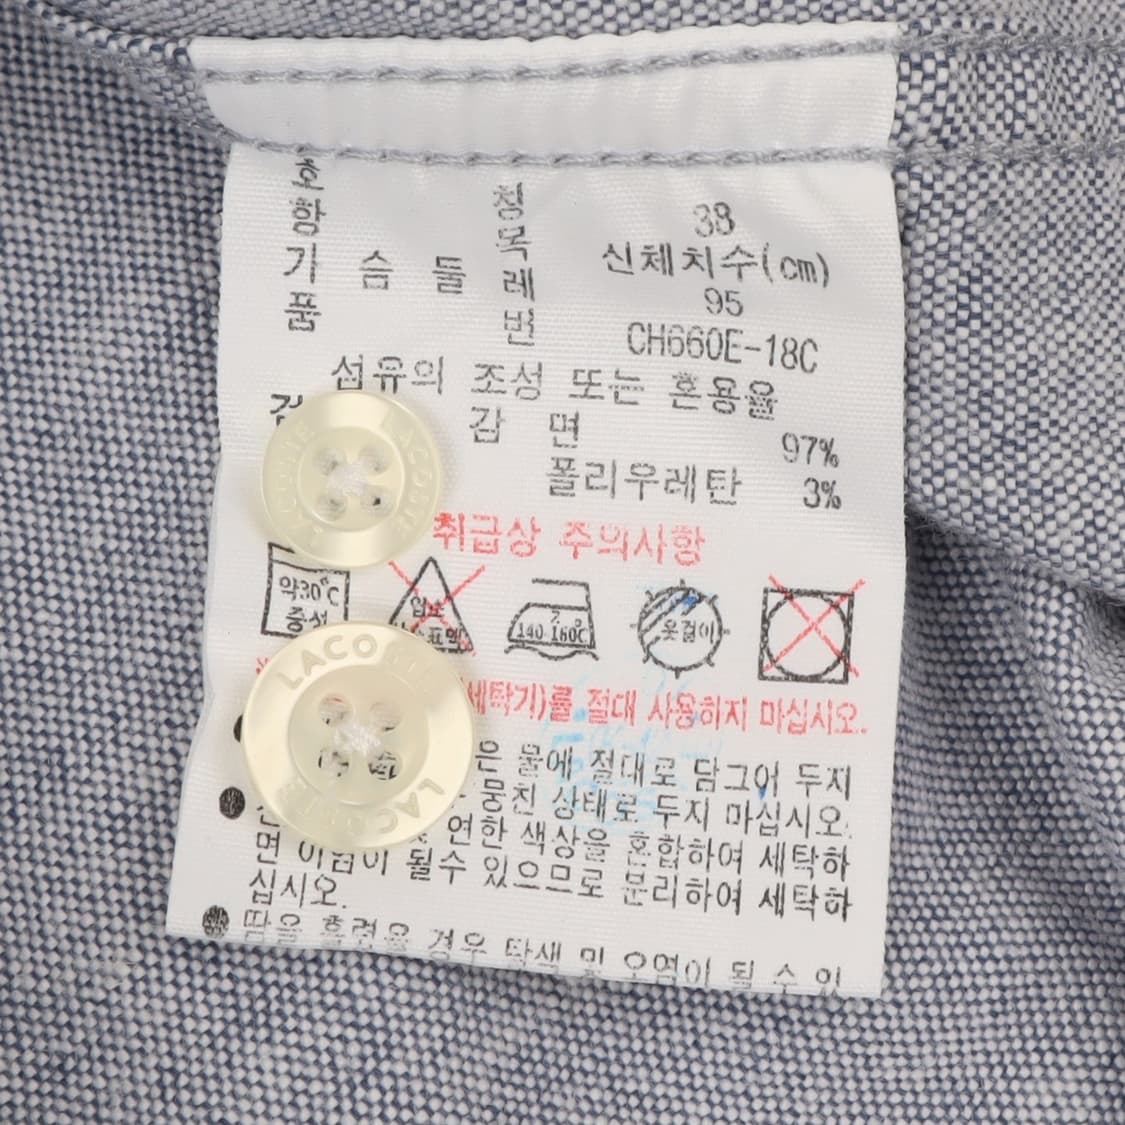 호칭 38
항목 신체치수(cm)
가슴둘레 95
품번 CH660E-18C
섬유의 조성 또는 혼용율
감 면 97%
폴리우레탄 3%
취급상 주의사항
약30℃ 중성
140-160℃
옷걸이
세탁기)를 절대 사용하지 마십시오.
은 물에 절대로 담그어 두지
뭉친 상태로 두지 마십시오.
연한 색상을 혼합하여 세탁하
면 이염이 될수 있으므로 분리하여 세탁하
십시오.
땀을 흘렸을 경우 탈색 및 오염이 될 수 있
LACO
LACO
LACOSTE